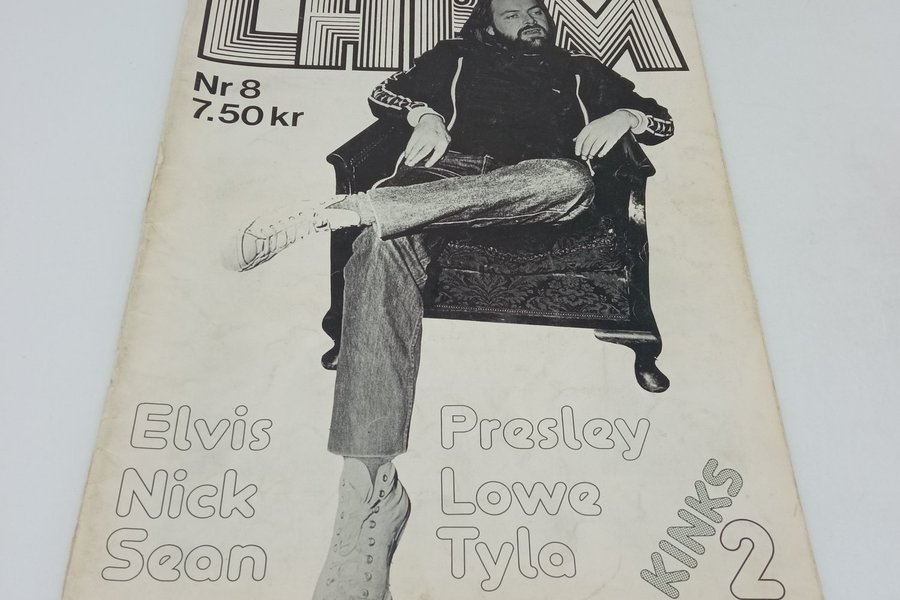 Nr 8
7.50 kr
Elvis Presley
Nick Lowe
Sean Tyla
KINKS
2